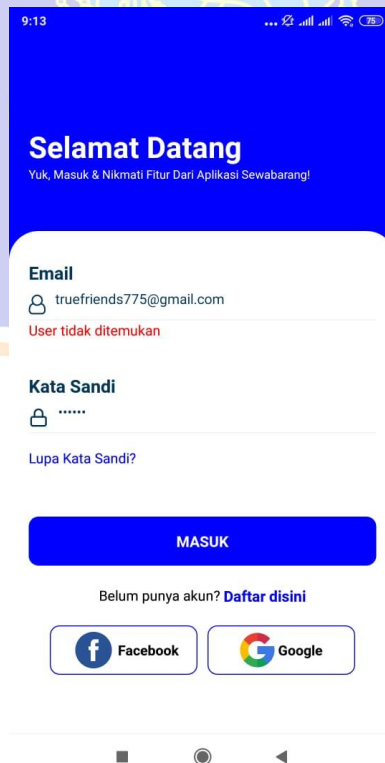 9:13
... 75
Selamat Datang
Yuk, Masuk & Nikmati Fitur Dari Aplikasi Sewabarang!
Email
truefriends775@gmail.com
User tidak ditemukan
Kata Sandi
······
Lupa Kata Sandi?
MASUK
Belum punya akun? Daftar disini
f Facebook
G Google